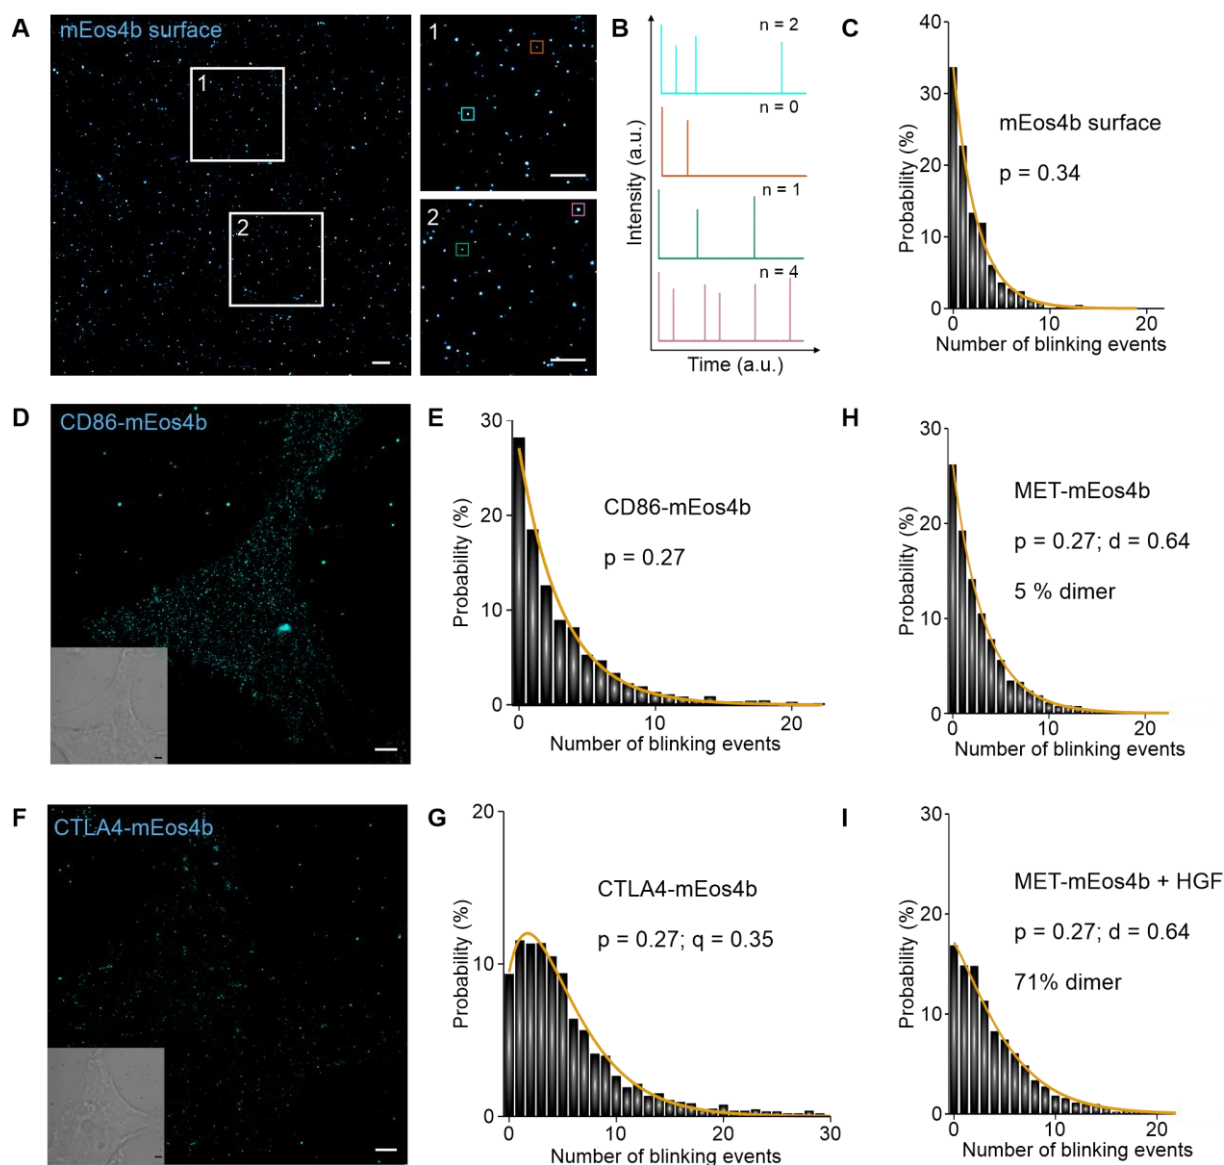 A
mEos4b surface
1
2
1
2
B
Intensity (a.u.)
n = 2
n = 0
n = 1
n = 4
Time (a.u.)
C
Probability (%)
40
30
20
10
0
mEos4b surface
p = 0.34
0 10 20
Number of blinking events
D
CD86-mEos4b
E
Probability (%)
30
20
10
0
CD86-mEos4b
p = 0.27
0 10 20
Number of blinking events
H
Probability (%)
30
20
10
0
MET-mEos4b
p = 0.27; d = 0.64
5 % dimer
0 10 20
Number of blinking events
F
CTLA4-mEos4b
G
Probability (%)
20
10
0
CTLA4-mEos4b
p = 0.27; q = 0.35
0 10 20 30
Number of blinking events
I
Probability (%)
30
20
10
0
MET-mEos4b + HGF
p = 0.27; d = 0.64
71% dimer
0 10 20
Number of blinking events